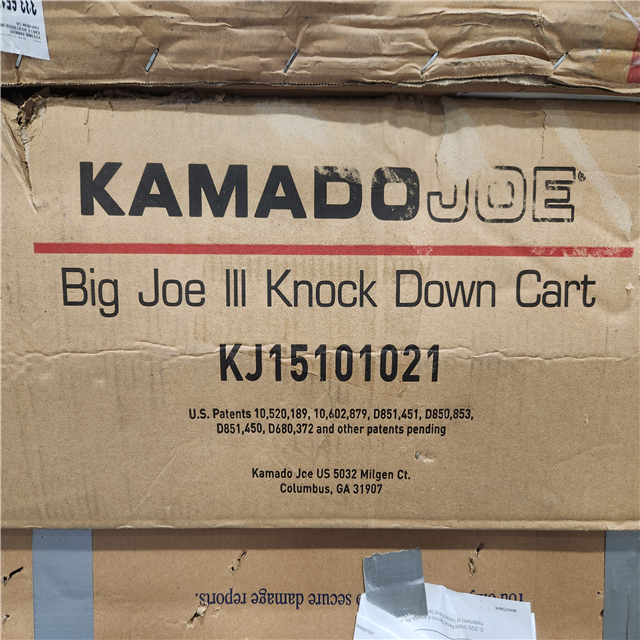 KAMADOJOE®
Big Joe III Knock Down Cart
KJ15101021
U.S. Patents 10,520,189, 10,602,879, D851,451, D850,853,
D851,450, D680,372 and other patents pending
Kamado Joe US 5032 Milgen Ct.
Columbus, GA 31907
to secure damage reports.